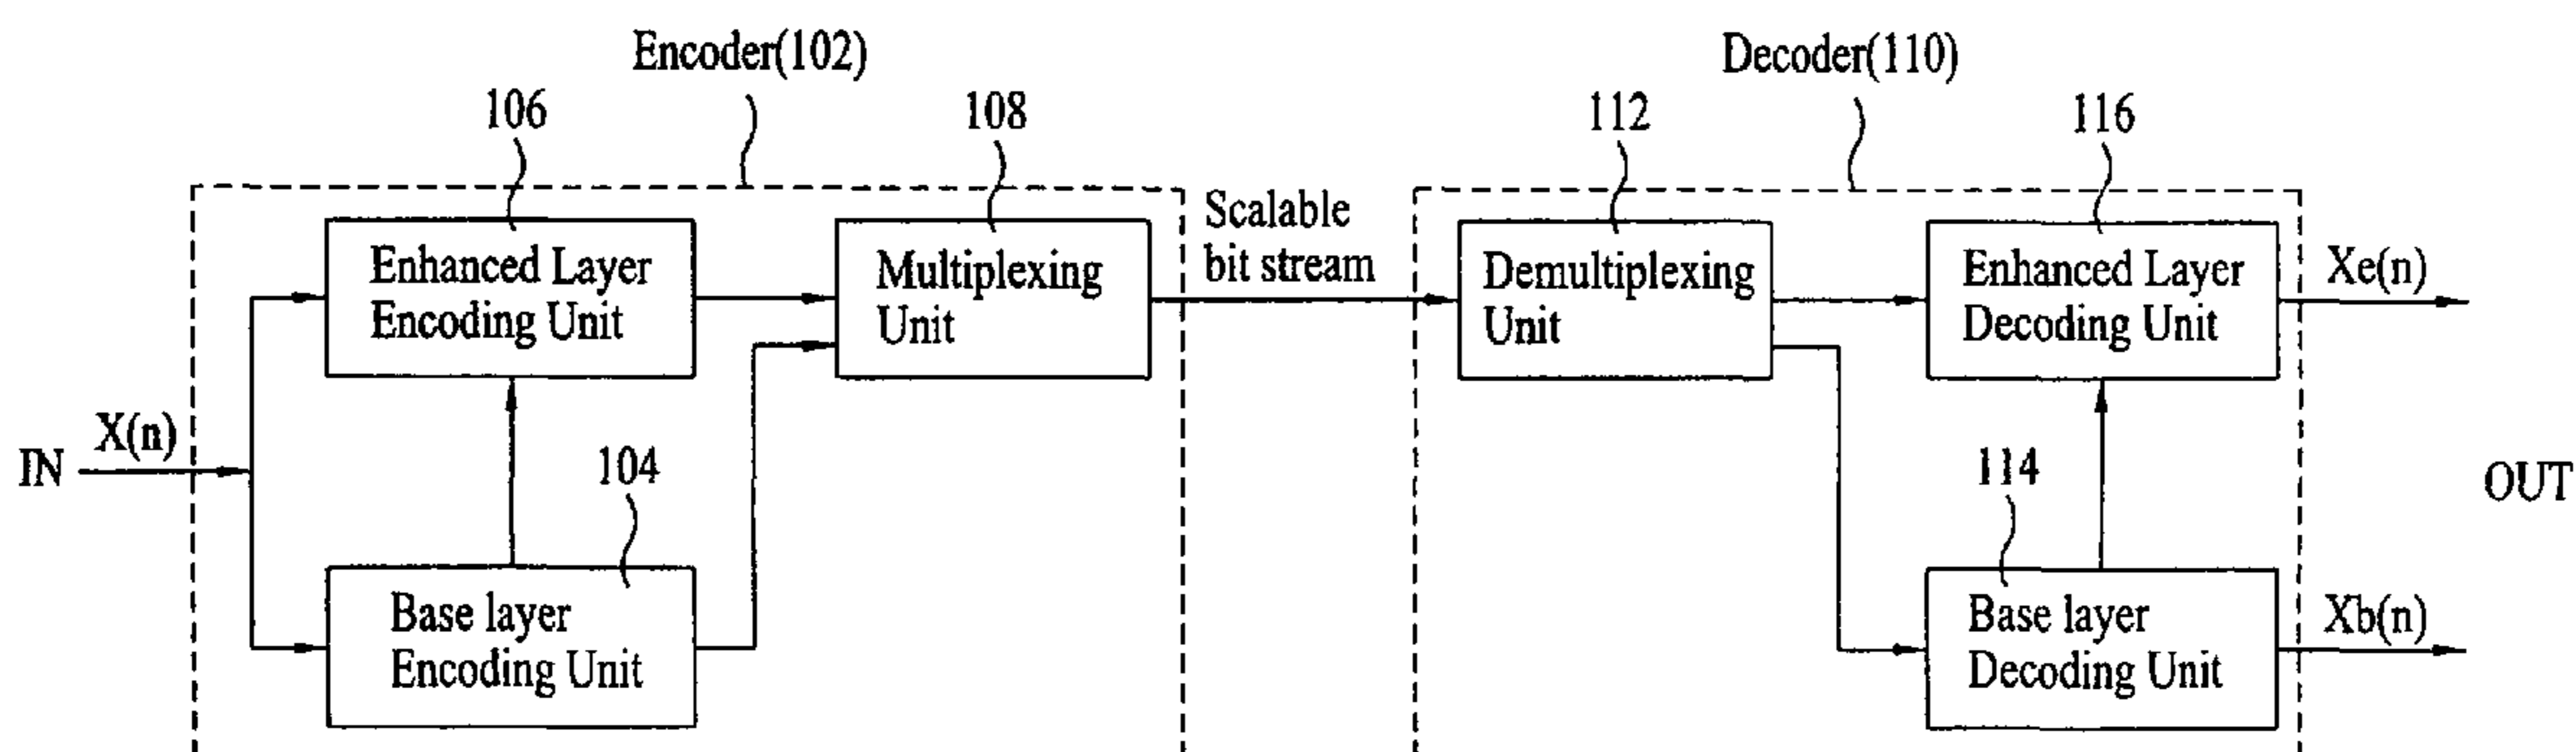 Encoder(102)
Decoder(110)
106
108
112
116
Enhanced Layer
Encoding Unit
Multiplexing
Unit
Scalable
bit stream
Demultiplexing
Unit
Enhanced Layer
Decoding Unit
Xe(n)
IN
X(n)
104
114
OUT
Base layer
Encoding Unit
Base layer
Decoding Unit
Xb(n)